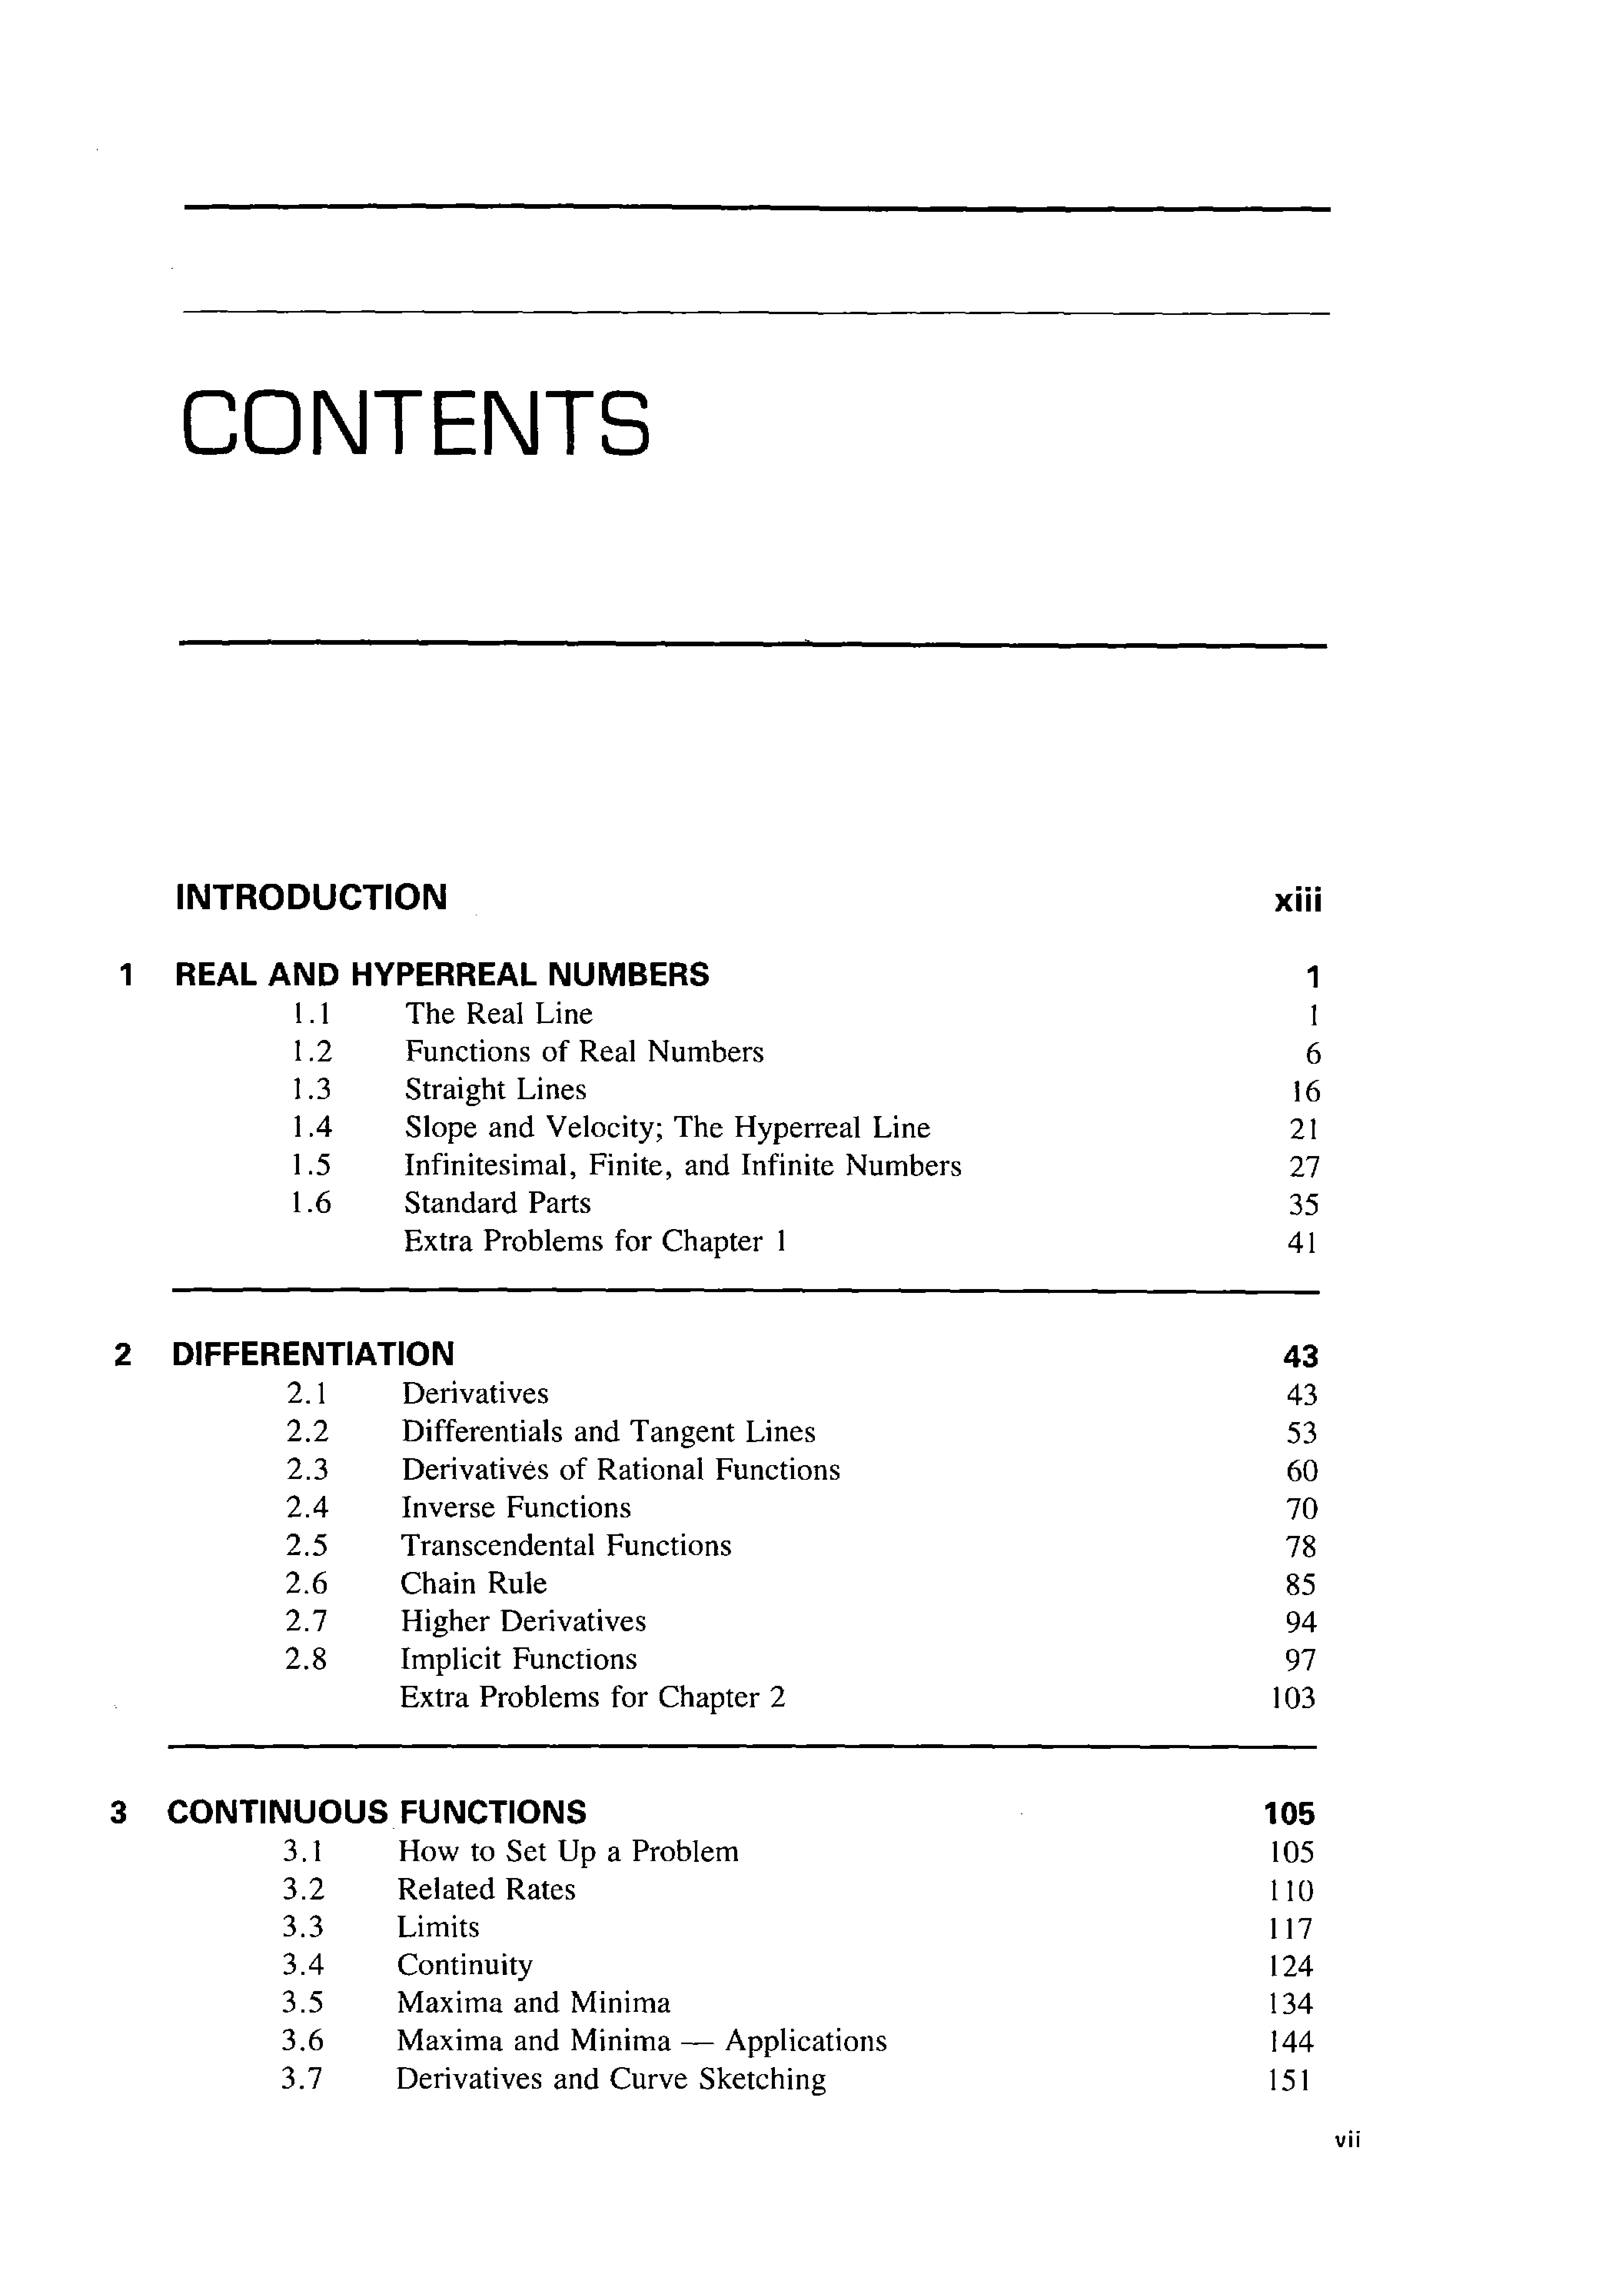 CONTENTS
INTRODUCTION xiii
1 REAL AND HYPERREAL NUMBERS 1
1.1 The Real Line 1
1.2 Functions of Real Numbers 6
1.3 Straight Lines 16
1.4 Slope and Velocity; The Hyperreal Line 21
1.5 Infinitesimal, Finite, and Infinite Numbers 27
1.6 Standard Parts 35
Extra Problems for Chapter 1 41
2 DIFFERENTIATION 43
2.1 Derivatives 43
2.2 Differentials and Tangent Lines 53
2.3 Derivatives of Rational Functions 60
2.4 Inverse Functions 70
2.5 Transcendental Functions 78
2.6 Chain Rule 85
2.7 Higher Derivatives 94
2.8 Implicit Functions 97
Extra Problems for Chapter 2 103
3 CONTINUOUS FUNCTIONS 105
3.1 How to Set Up a Problem 105
3.2 Related Rates 110
3.3 Limits 117
3.4 Continuity 124
3.5 Maxima and Minima 134
3.6 Maxima and Minima — Applications 144
3.7 Derivatives and Curve Sketching 151
vii